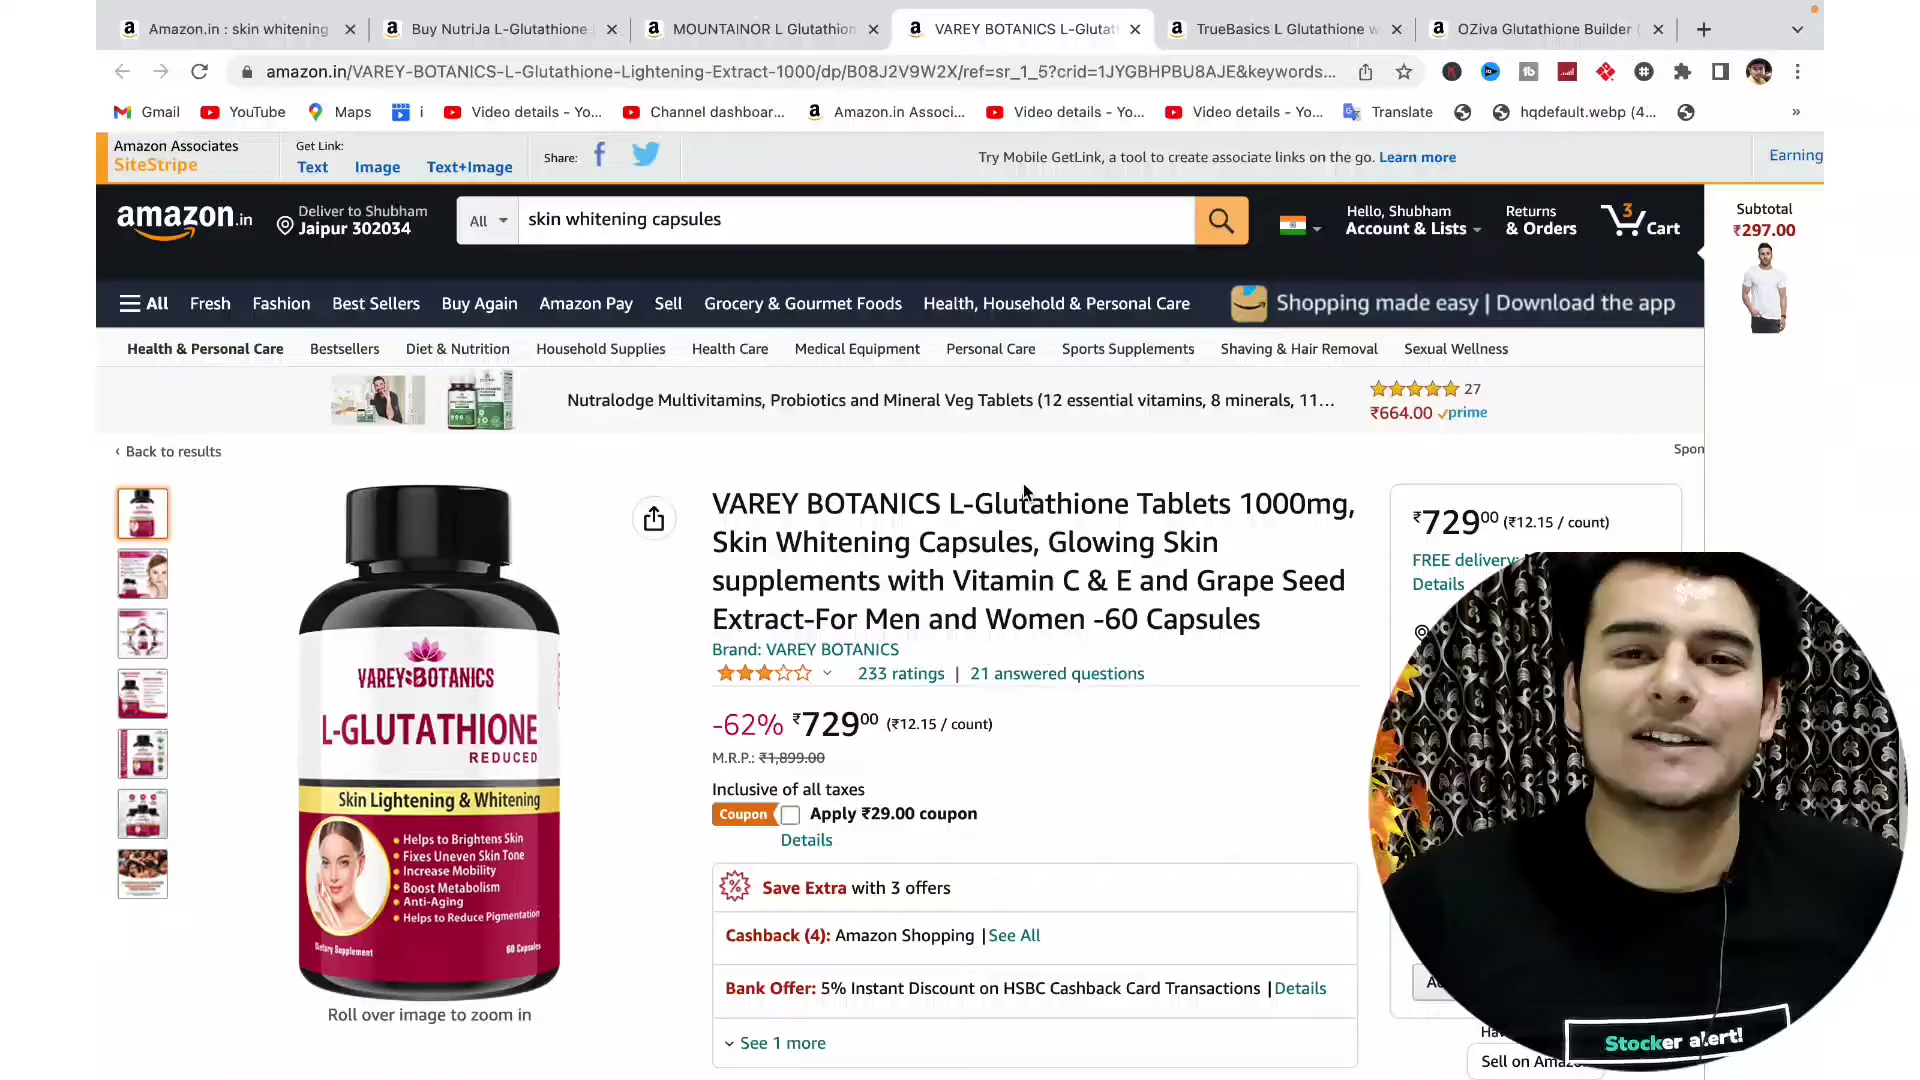 Amazon.in : skin whitening
Buy NutriJa L-Glutathione
MOUNTAINOR L Glutathion
VAREY BOTANICS L-Glutat
TrueBasics L Glutathione w
OZiva Glutathione Builder (
amazon.in/VAREY-BOTANICS-L-Glutathione-Lightening-Extract-1000/dp/B08J2V9W2X/ref=sr_1_5?crid=1JYGBHPBU8AJE&keywords...
Gmail
YouTube
Maps
i
Video details - Yo...
Channel dashboar...
Amazon.in Associ...
Video details - Yo...
Video details - Yo...
Translate
hqdefault.webp (4...
»
Amazon Associates
SiteStripe
Get Link:
Text Image Text+Image
Share:
Try Mobile GetLink, a tool to create associate links on the go. Learn more
Earning
amazon.in
Deliver to Shubham
Jaipur 302034
All
skin whitening capsules
Hello, Shubham
Account & Lists
Returns
& Orders
3
Cart
Subtotal
₹297.00
All Fresh Fashion Best Sellers Buy Again Amazon Pay Sell Grocery & Gourmet Foods Health, Household & Personal Care
Shopping made easy | Download the app
Health & Personal Care Bestsellers Diet & Nutrition Household Supplies Health Care Medical Equipment Personal Care Sports Supplements Shaving & Hair Removal Sexual Wellness
Nutralodge Multivitamins, Probiotics and Mineral Veg Tablets (12 essential vitamins, 8 minerals, 11...
27
₹664.00 prime
‹ Back to results
Spon
VAREY BOTANICS L-Glutathione Tablets 1000mg,
Skin Whitening Capsules, Glowing Skin
supplements with Vitamin C & E and Grape Seed
Extract-For Men and Women -60 Capsules
Brand: VAREY BOTANICS
233 ratings | 21 answered questions
-62% ₹729⁰⁰ (₹12.15 / count)
M.R.P.: ₹1,899.00
Inclusive of all taxes
Coupon Apply ₹29.00 coupon
Details
Save Extra with 3 offers
Cashback (4): Amazon Shopping | See All
Bank Offer: 5% Instant Discount on HSBC Cashback Card Transactions | Details
See 1 more
VAREY BOTANICS
L-GLUTATHIONE
REDUCED
Skin Lightening & Whitening
Helps to Brightens Skin
Fixes Uneven Skin Tone
Increase Mobility
Boost Metabolism
Anti-Aging
Helps to Reduce Pigmentation
Dietary Supplement
60 Capsules
Roll over image to zoom in
₹729⁰⁰ (₹12.15 / count)
FREE delivery
Details
Stocker alert!
Sell on Amazo